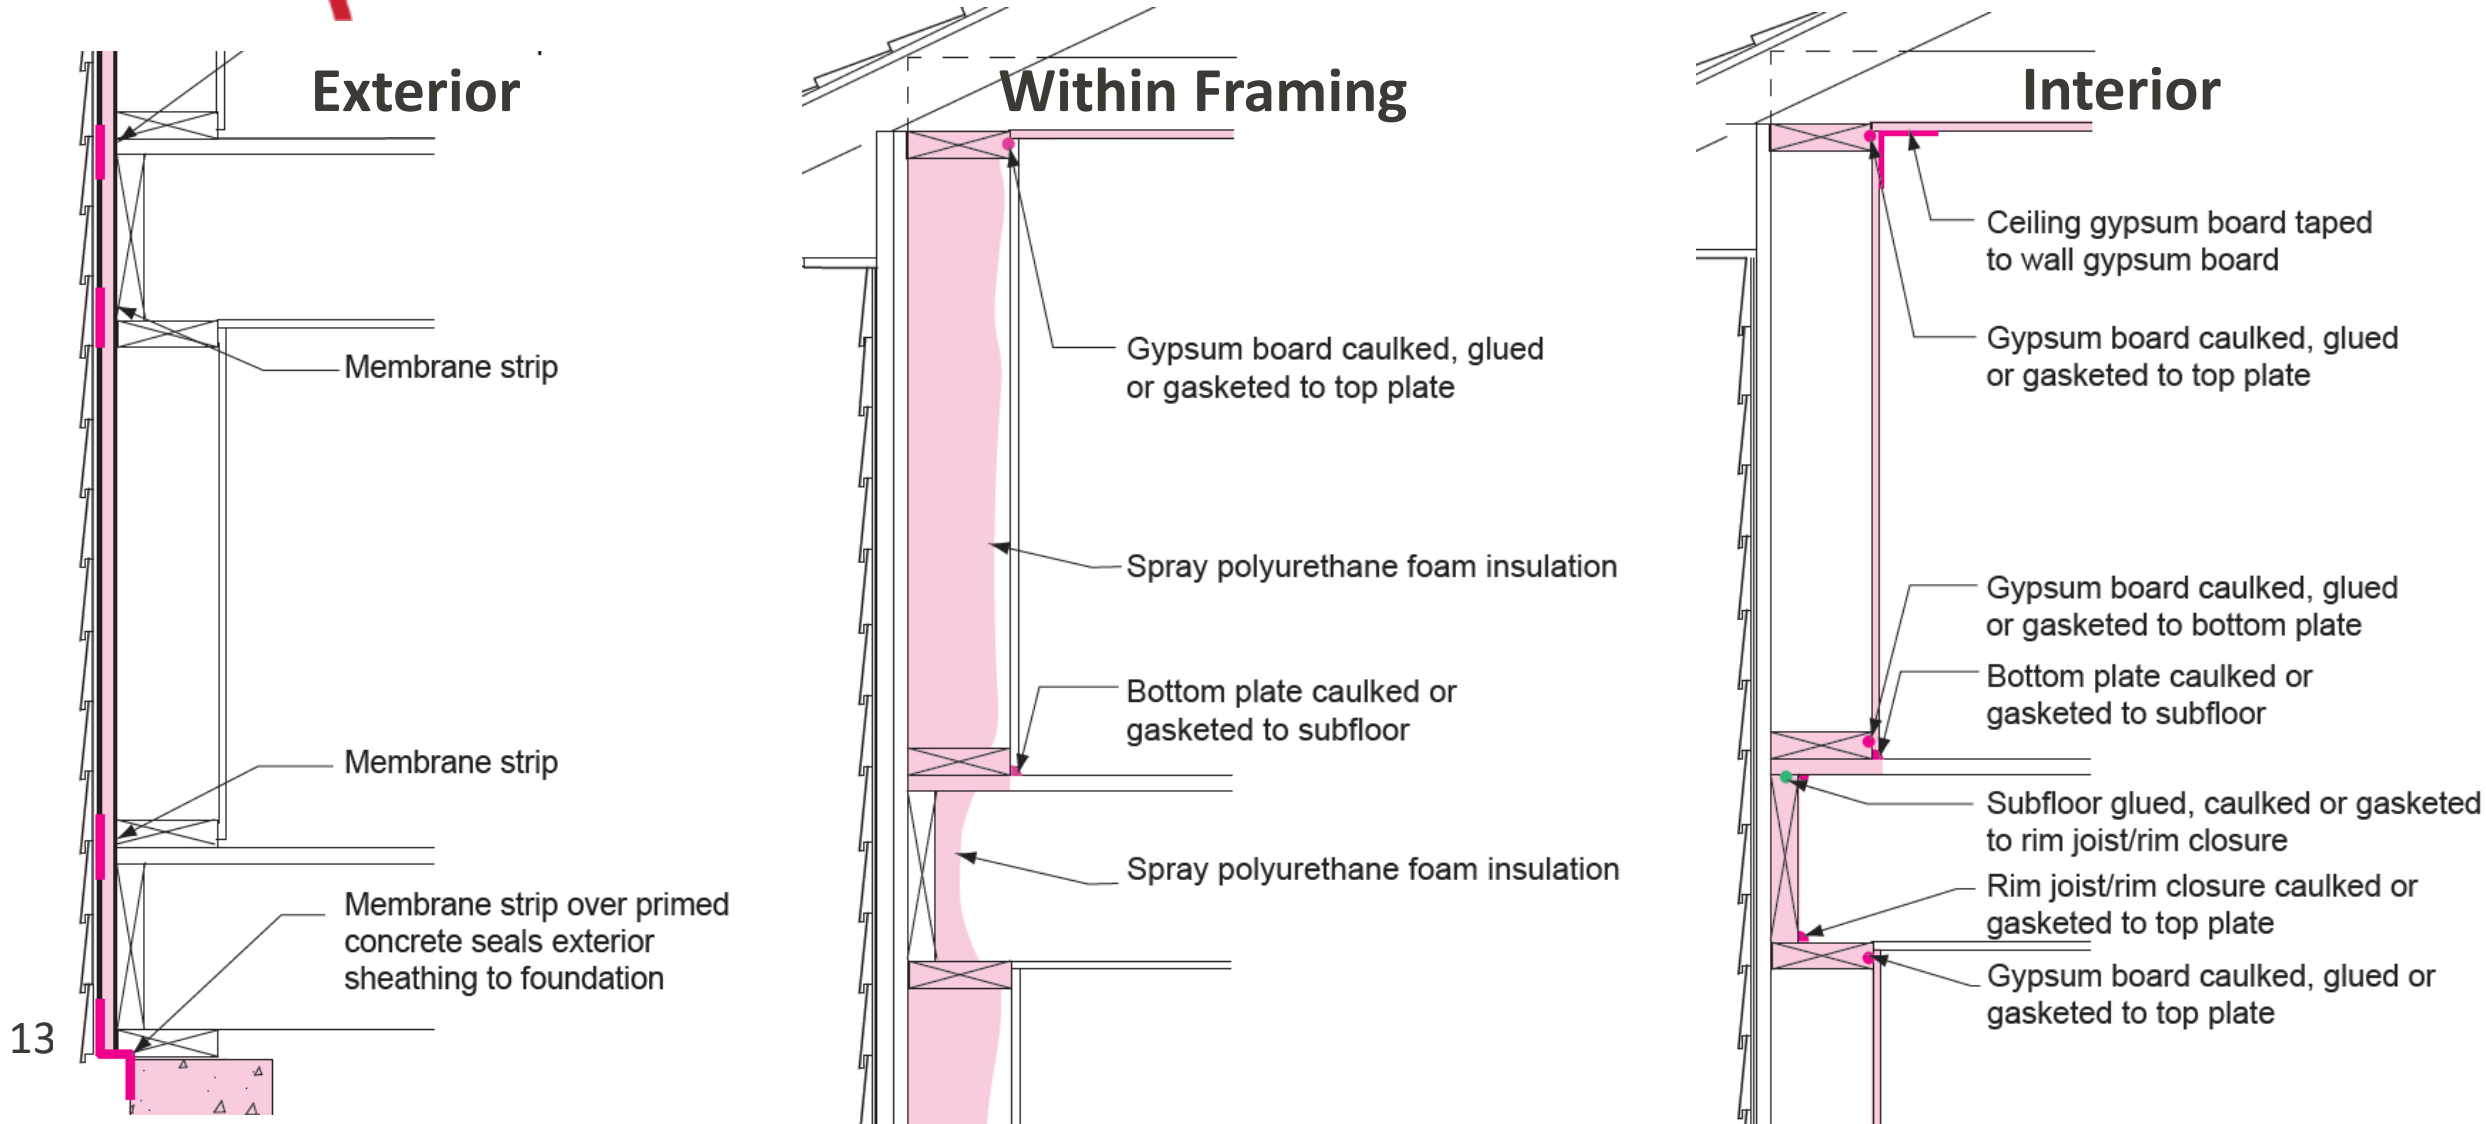 Exterior
Membrane strip
Membrane strip
Membrane strip over primed
concrete seals exterior
sheathing to foundation
13
Within Framing
Gypsum board caulked, glued
or gasketed to top plate
Spray polyurethane foam insulation
Bottom plate caulked or
gasketed to subfloor
Spray polyurethane foam insulation
Interior
Ceiling gypsum board taped
to wall gypsum board
Gypsum board caulked, glued
or gasketed to top plate
Gypsum board caulked, glued
or gasketed to bottom plate
Bottom plate caulked or
gasketed to subfloor
Subfloor glued, caulked or gasketed
to rim joist/rim closure
Rim joist/rim closure caulked or
gasketed to top plate
Gypsum board caulked, glued or
gasketed to top plate